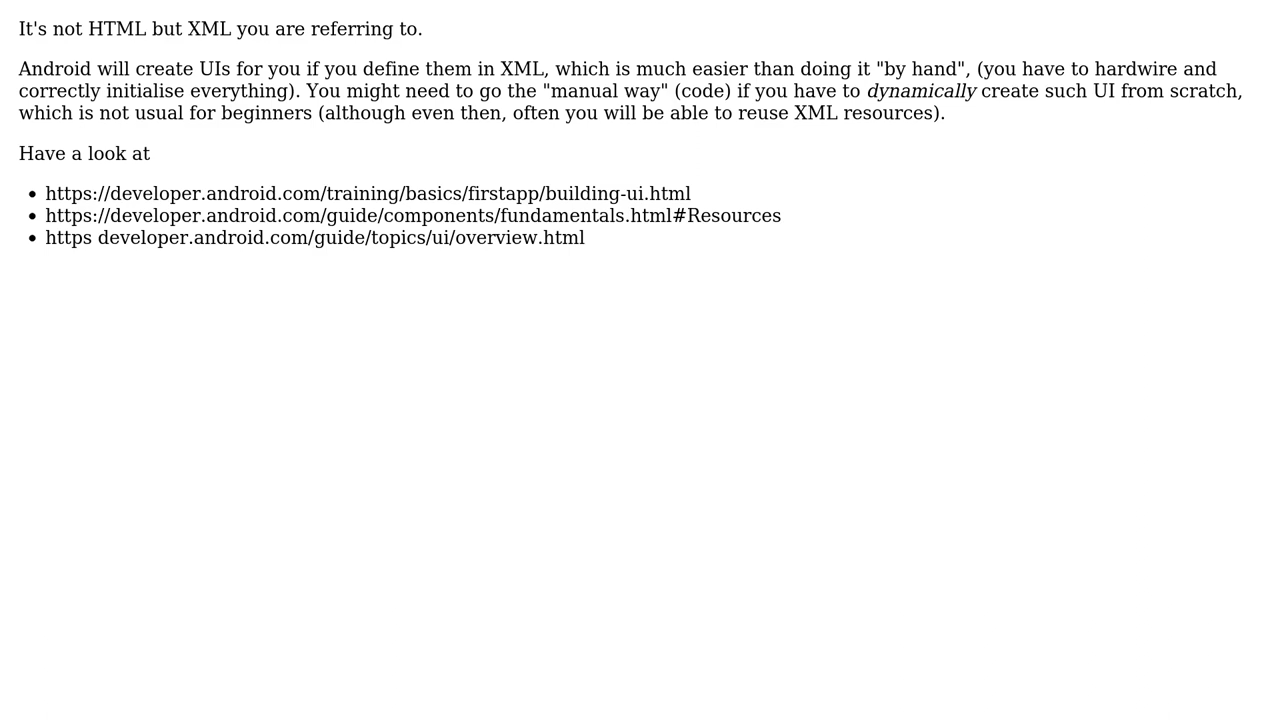 It's not HTML but XML you are referring to.
Android will create UIs for you if you define them in XML, which is much easier than doing it "by hand", (you have to hardwire and
correctly initialise everything). You might need to go the "manual way" (code) if you have to dynamically create such UI from scratch,
which is not usual for beginners (although even then, often you will be able to reuse XML resources).
Have a look at
• https://developer.android.com/training/basics/firstapp/building-ui.html
• https://developer.android.com/guide/components/fundamentals.html#Resources
• https developer.android.com/guide/topics/ui/overview.html